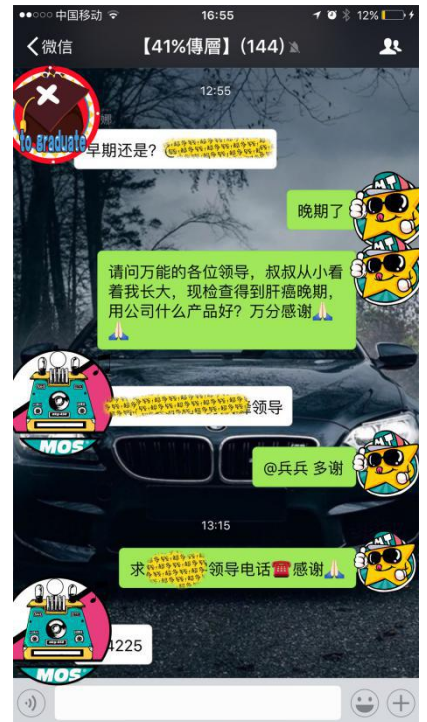 中国移动 16:55 12%
微信 【41%傳層】(144)
12:55
to graduate
早期还是？@
晚期了
请问万能的各位领导，叔叔从小看
着我长大，现检查得到肝癌晚期，
用公司什么产品好？万分感谢🙏🏻
🙏🏻
领导
MOS
@兵兵 多谢
13:15
求 领导电话☎️感谢🙏🏻
4225
MOS